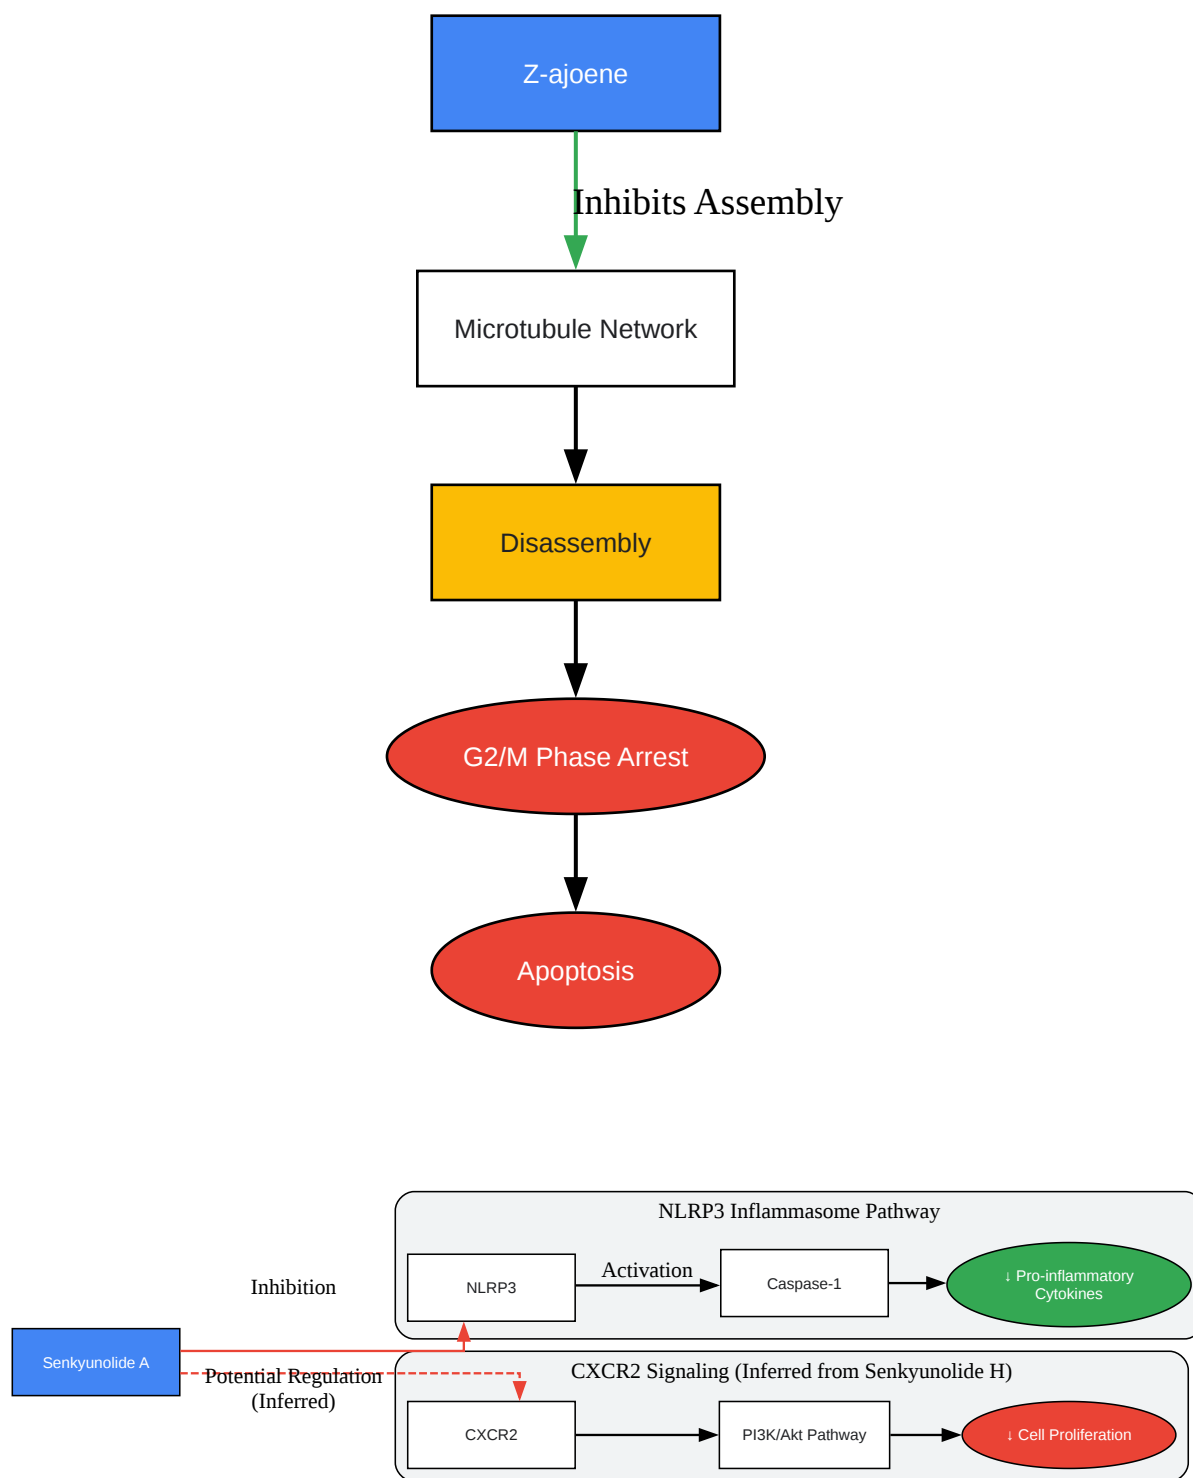 Z-ajoene
Inhibits Assembly
Microtubule Network
Disassembly
G2/M Phase Arrest
Apoptosis
NLRP3 Inflammasome Pathway
Inhibition
NLRP3
Activation
Caspase-1
↓ Pro-inflammatory
Cytokines
Senkyunolide A
Potential Regulation
(Inferred)
CXCR2 Signaling (Inferred from Senkyunolide H)
CXCR2
PI3K/Akt Pathway
↓ Cell Proliferation